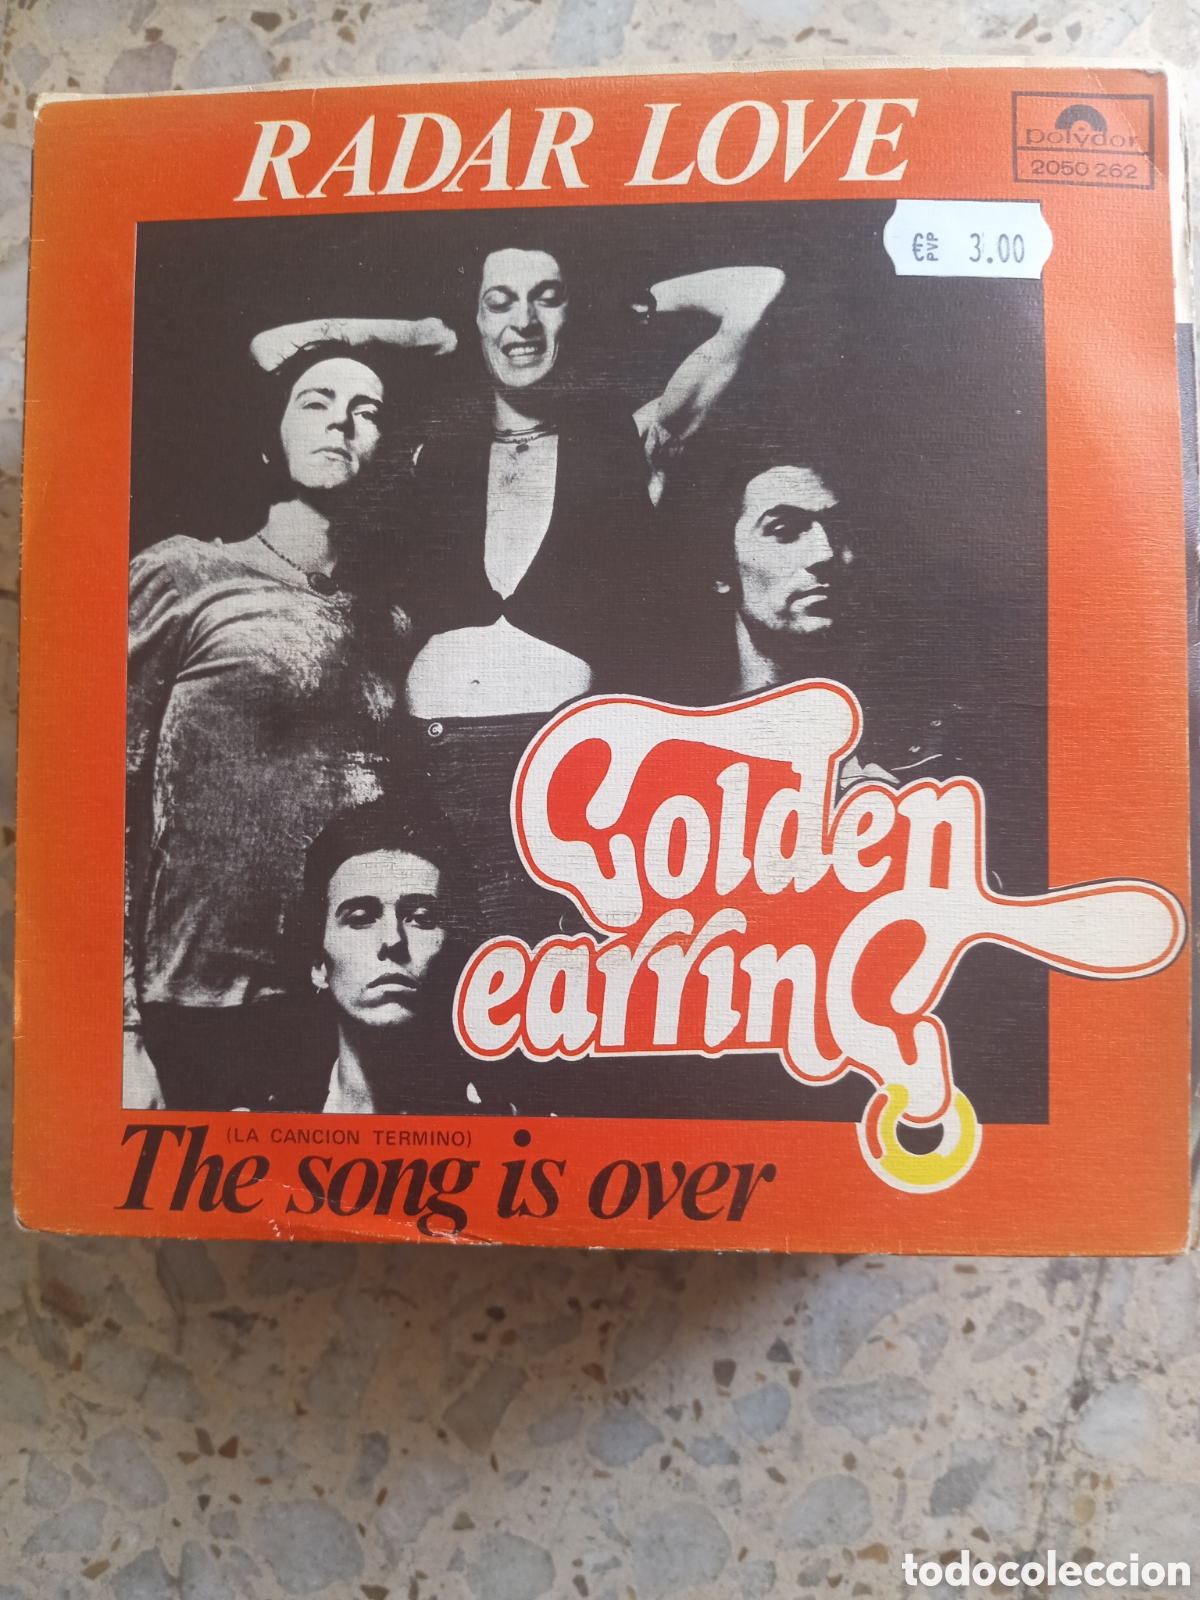 RADAR LOVE
polydor
2050 262
€ PVP 3.00
Golden
earring
(LA CANCION TERMINO)
The song is over
todocoleccion